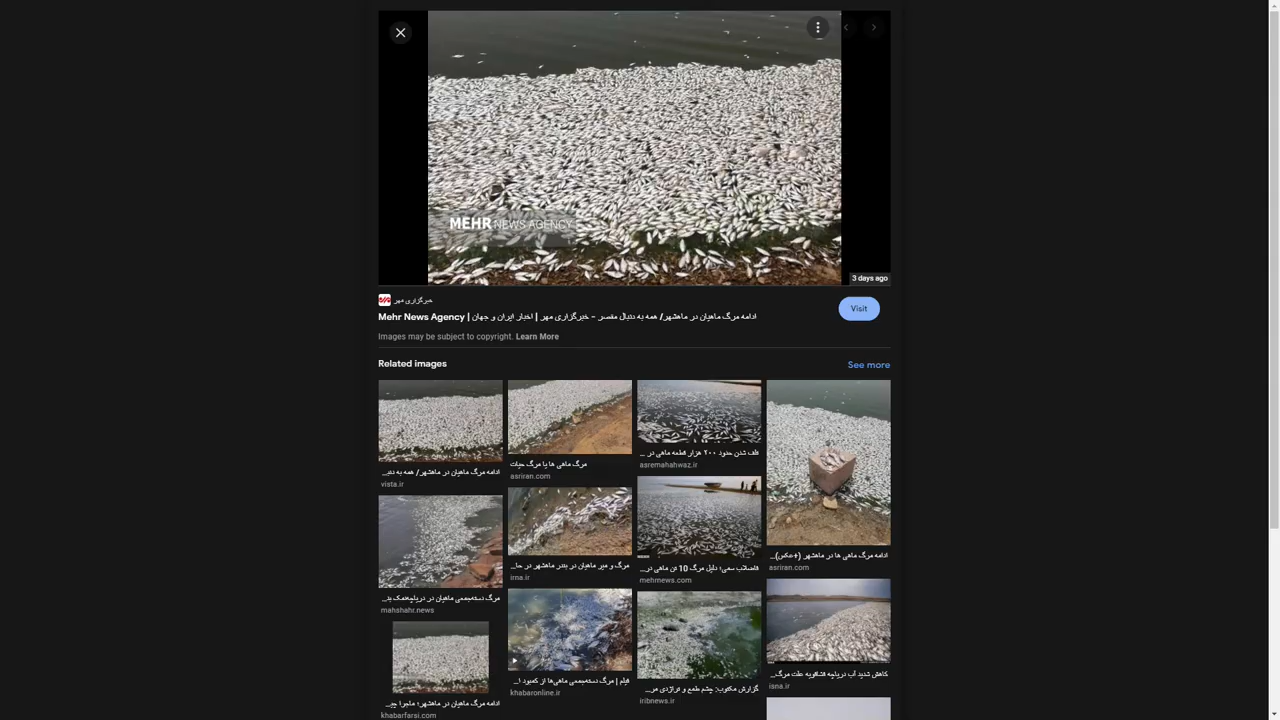 MEHR NEWS AGENCY
3 days ago
خبرگزاری مهر
ادامه مرگ ماهیان در ماهشهر/ همه به دنبال مقصر - خبرگزاری مهر | اخبار ایران و جهان | Mehr News Agency
Visit
Images may be subject to copyright. Learn More
Related images
See more
ادامه مرگ ماهیان در ماهشهر/ همه به دنبـ...
vista.ir
مرگ ماهی ها یا مرگ حیات
asriran.com
تلف شدن حدود ۲۰۰ هزار قطعه ماهی در ...
asremahahwaz.ir
ادامه مرگ ماهی ها در ماهشهر (+عکس)...
asriran.com
مرگ دسته‌جمعی ماهیان در دریاچه‌نمک بند...
mahshahr.news
مرگ و میر ماهیان در بندر ماهشهر در حا...
irna.ir
فاضلاب سمی؛ دلیل مرگ 10 تن ماهی در...
mehrnews.com
کاهش شدید آب دریاچه علت مرگ...
isna.ir
ادامه مرگ ماهیان در ماهشهر؛ ماجرا چیـ...
khabarfarsi.com
فیلم | مرگ دسته‌جمعی ماهی‌ها از کمبود ا...
khabaronline.ir
گزارش مکتوب: چشم طمع و تراژدی مر...
iribnews.ir